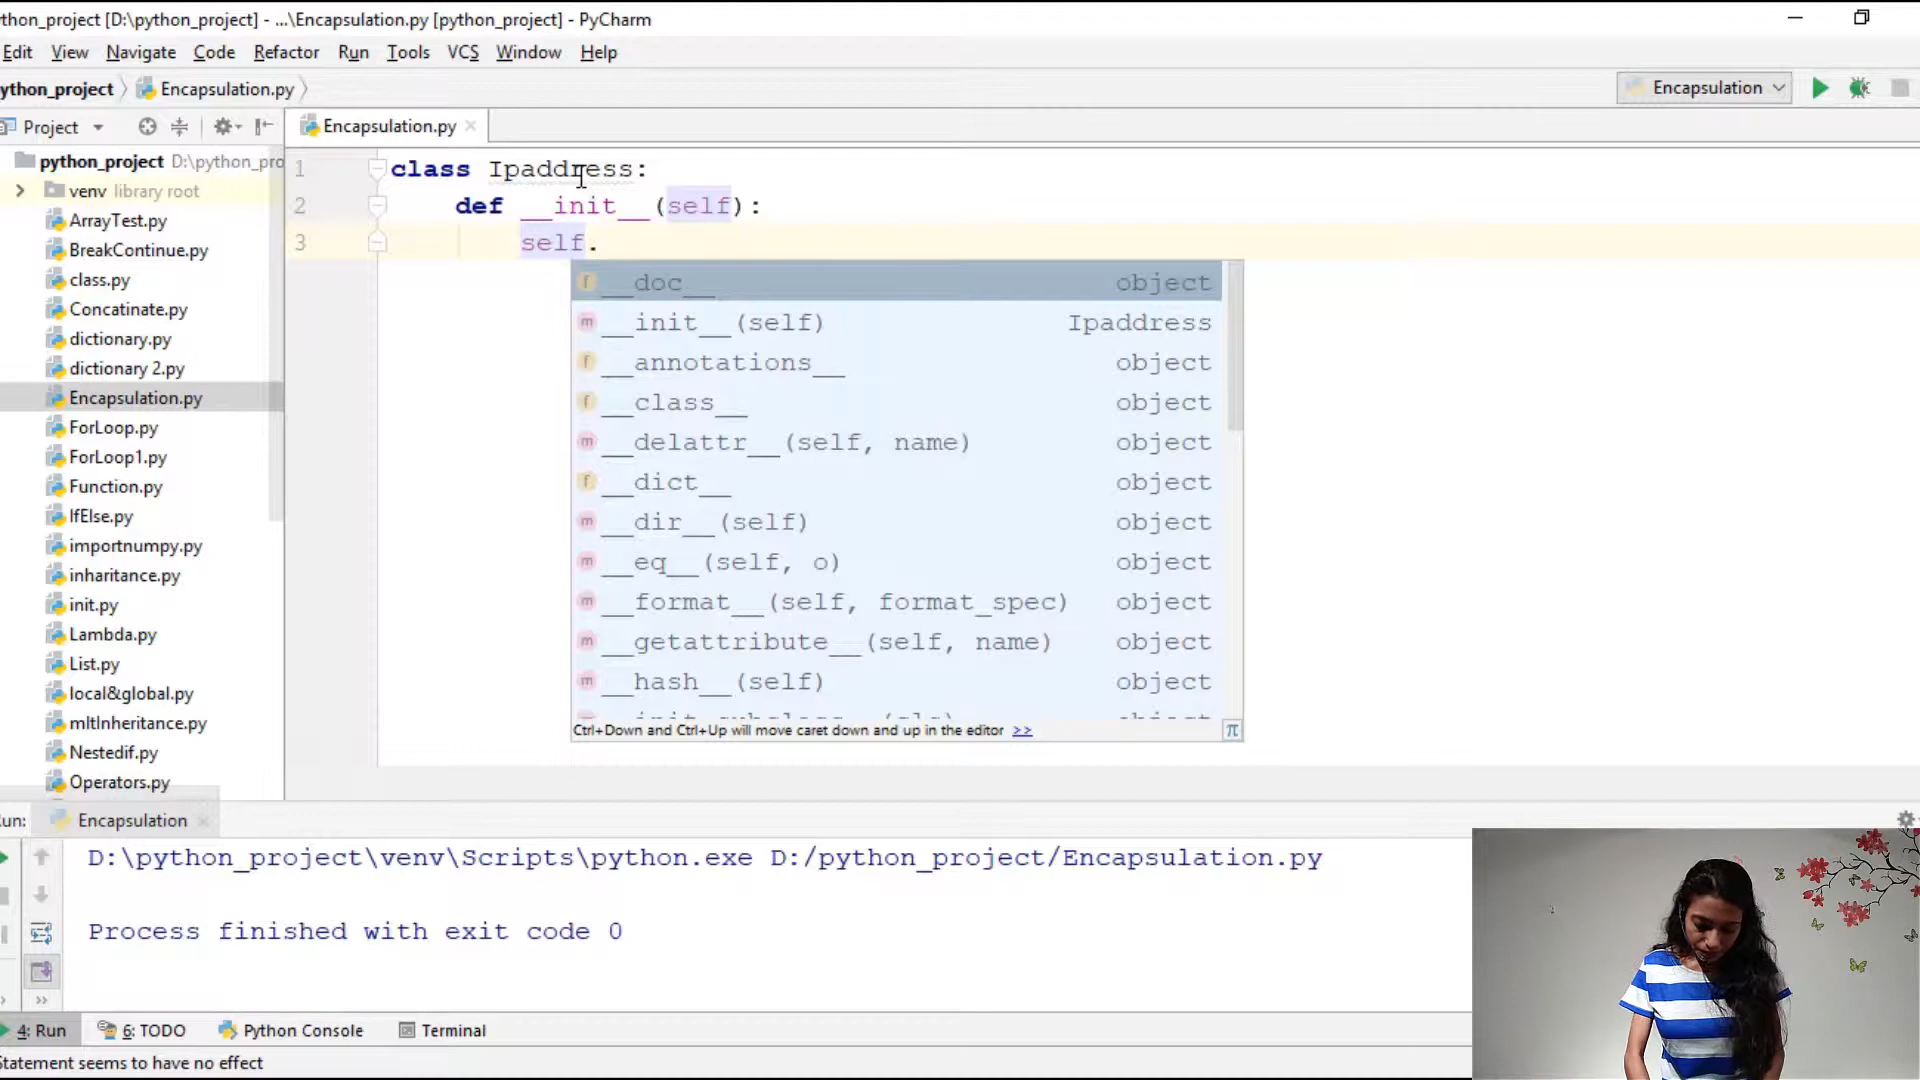 ython_project [D:\python_project] - ...\Encapsulation.py [python_project] - PyCharm
Edit View Navigate Code Refactor Run Tools VCS Window Help
ython_project Encapsulation.py Encapsulation
Project Encapsulation.py
python_project D:\python_pro
venv library root
ArrayTest.py
BreakContinue.py
class.py
Concatinate.py
dictionary.py
dictionary 2.py
Encapsulation.py
ForLoop.py
ForLoop1.py
Function.py
IfElse.py
importnumpy.py
inharitance.py
init.py
Lambda.py
List.py
local&global.py
mltInheritance.py
Nestedif.py
Operators.py
1 class Ipaddress:
2 def __init__(self):
3 self.
f __doc__ object
m __init__(self) Ipaddress
f __annotations__ object
f __class__ object
m __delattr__(self, name) object
f __dict__ object
m __dir__(self) object
m __eq__(self, o) object
m __format__(self, format_spec) object
m __getattribute__(self, name) object
m __hash__(self) object
Ctrl+Down and Ctrl+Up will move caret down and up in the editor >> π
un: Encapsulation
D:\python_project\venv\Scripts\python.exe D:/python_project/Encapsulation.py
Process finished with exit code 0
4: Run 6: TODO Python Console Terminal
Statement seems to have no effect